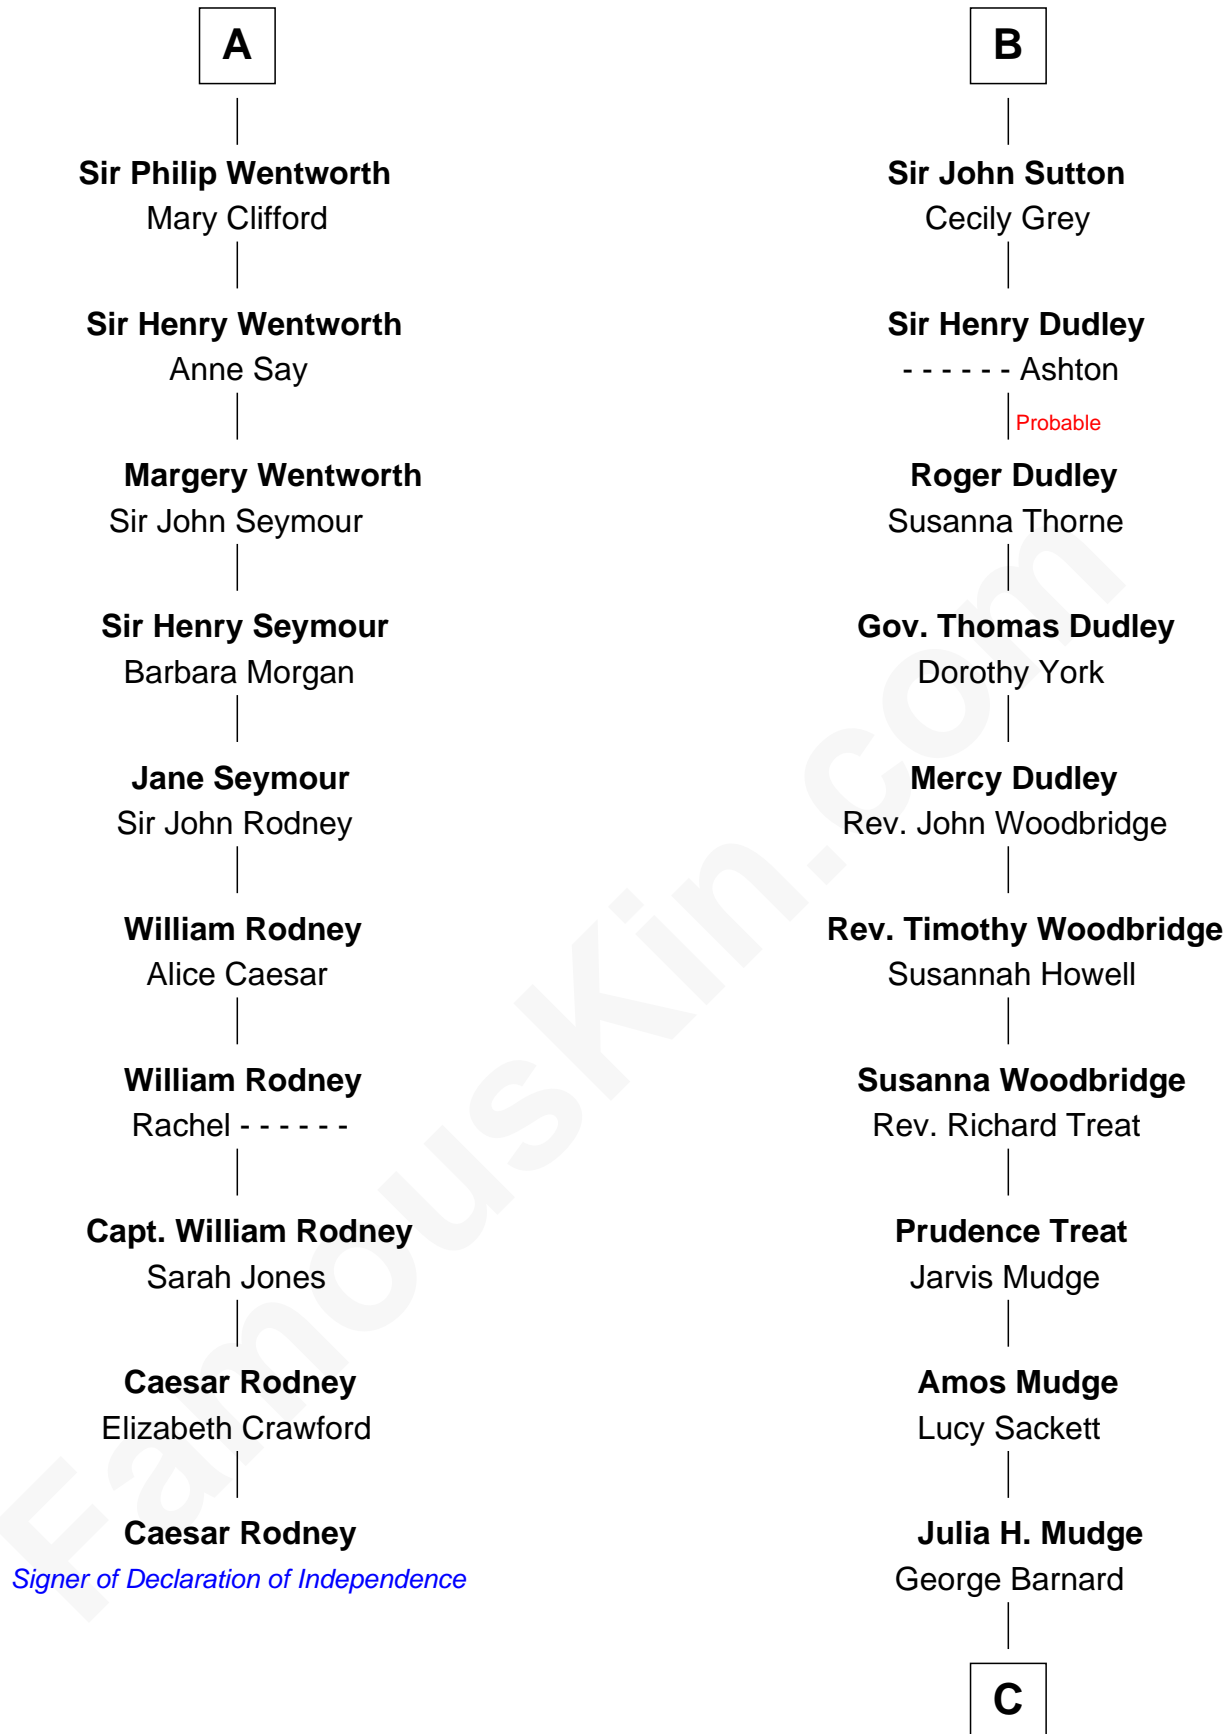 A
Sir Philip Wentworth
Mary Clifford
Sir Henry Wentworth
Anne Say
Margery Wentworth
Sir John Seymour
Sir Henry Seymour
Barbara Morgan
Jane Seymour
Sir John Rodney
William Rodney
Alice Caesar
William Rodney
Rachel - - - - - -
Capt. William Rodney
Sarah Jones
Caesar Rodney
Elizabeth Crawford
Caesar Rodney
Signer of Declaration of Independence
B
Sir John Sutton
Cecily Grey
Sir Henry Dudley
- - - - - - Ashton
Probable
Roger Dudley
Susanna Thorne
Gov. Thomas Dudley
Dorothy York
Mercy Dudley
Rev. John Woodbridge
Rev. Timothy Woodbridge
Susannah Howell
Susanna Woodbridge
Rev. Richard Treat
Prudence Treat
Jarvis Mudge
Amos Mudge
Lucy Sackett
Julia H. Mudge
George Barnard
C
FamousKin.com